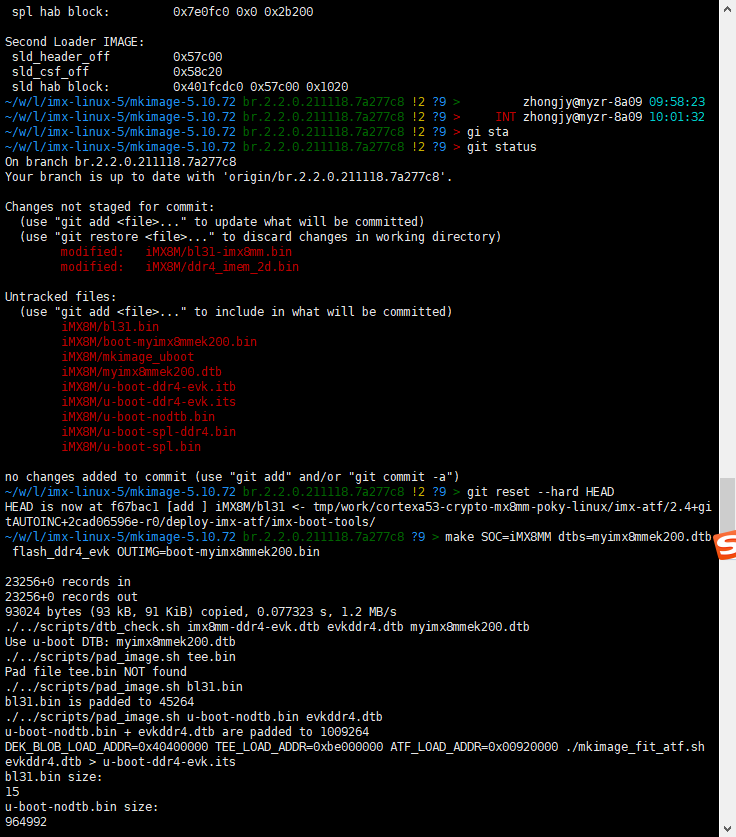 spl hab block:         0x7e0fc0 0x0 0x2b200
Second Loader IMAGE:
 sld_header_off         0x57c00
 sld_csf_off            0x58c20
 sld hab block:         0x401fcdc0 0x57c00 0x1020
~/w/l/imx-linux-5/mkimage-5.10.72 br.2.2.0.211118.7a277c8 !2 ?9 >         zhongjy@myzr-8a09 09:58:23
~/w/l/imx-linux-5/mkimage-5.10.72 br.2.2.0.211118.7a277c8 !2 ?9 >     INT zhongjy@myzr-8a09 10:01:32
~/w/l/imx-linux-5/mkimage-5.10.72 br.2.2.0.211118.7a277c8 !2 ?9 > gi sta
~/w/l/imx-linux-5/mkimage-5.10.72 br.2.2.0.211118.7a277c8 !2 ?9 > git status
On branch br.2.2.0.211118.7a277c8
Your branch is up to date with 'origin/br.2.2.0.211118.7a277c8'.
Changes not staged for commit:
  (use "git add <file>..." to update what will be committed)
  (use "git restore <file>..." to discard changes in working directory)
        modified:   iMX8M/bl31-imx8mm.bin
        modified:   iMX8M/ddr4_imem_2d.bin
Untracked files:
  (use "git add <file>..." to include in what will be committed)
        iMX8M/bl31.bin
        iMX8M/boot-myimx8mmek200.bin
        iMX8M/mkimage_uboot
        iMX8M/myimx8mmek200.dtb
        iMX8M/u-boot-ddr4-evk.itb
        iMX8M/u-boot-ddr4-evk.its
        iMX8M/u-boot-nodtb.bin
        iMX8M/u-boot-spl-ddr4.bin
        iMX8M/u-boot-spl.bin
no changes added to commit (use "git add" and/or "git commit -a")
~/w/l/imx-linux-5/mkimage-5.10.72 br.2.2.0.211118.7a277c8 !2 ?9 > git reset --hard HEAD
HEAD is now at f67bac1 [add ] iMX8M/bl31 <- tmp/work/cortexa53-crypto-mx8mm-poky-linux/imx-atf/2.4+gi
tAUTOINC+2cad06596e-r0/deploy-imx-atf/imx-boot-tools/
~/w/l/imx-linux-5/mkimage-5.10.72 br.2.2.0.211118.7a277c8 ?9 > make SOC=iMX8MM dtbs=myimx8mmek200.dtb
 flash_ddr4_evk OUTIMG=boot-myimx8mmek200.bin
23256+0 records in
23256+0 records out
93024 bytes (93 kB, 91 KiB) copied, 0.077323 s, 1.2 MB/s
./../scripts/dtb_check.sh imx8mm-ddr4-evk.dtb evkddr4.dtb myimx8mmek200.dtb
Use u-boot DTB: myimx8mmek200.dtb
./../scripts/pad_image.sh tee.bin
Pad file tee.bin NOT found
./../scripts/pad_image.sh bl31.bin
bl31.bin is padded to 45264
./../scripts/pad_image.sh u-boot-nodtb.bin evkddr4.dtb
u-boot-nodtb.bin + evkddr4.dtb are padded to 1009264
DEK_BLOB_LOAD_ADDR=0x40400000 TEE_LOAD_ADDR=0xbe000000 ATF_LOAD_ADDR=0x00920000 ./mkimage_fit_atf.sh
evkddr4.dtb > u-boot-ddr4-evk.its
bl31.bin size:
15
u-boot-nodtb.bin size:
964992